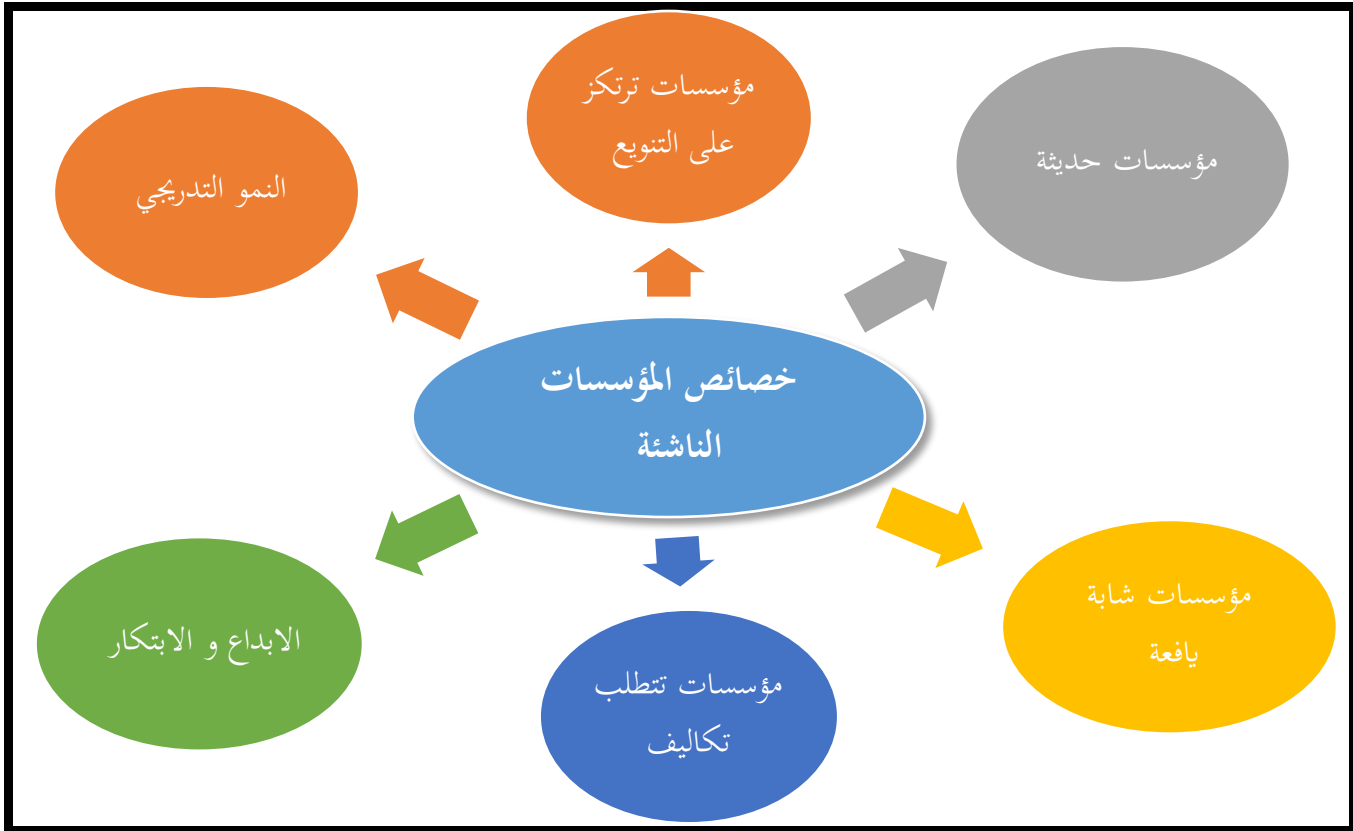 خصائص المؤسسات
الناشئة
مؤسسات حديثة
مؤسسات ترتكز
على التنويع
النمو التدريجي
الابداع و الابتكار
مؤسسات تتطلب
تكاليف
مؤسسات شابة
يافعة